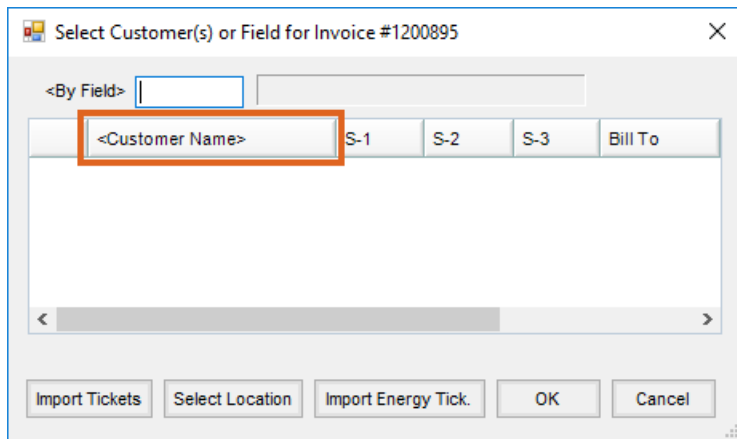 Select Customer(s) or Field for Invoice #1200895
<By Field>
<Customer Name> S-1 S-2 S-3 Bill To
Import Tickets Select Location Import Energy Tick. OK Cancel